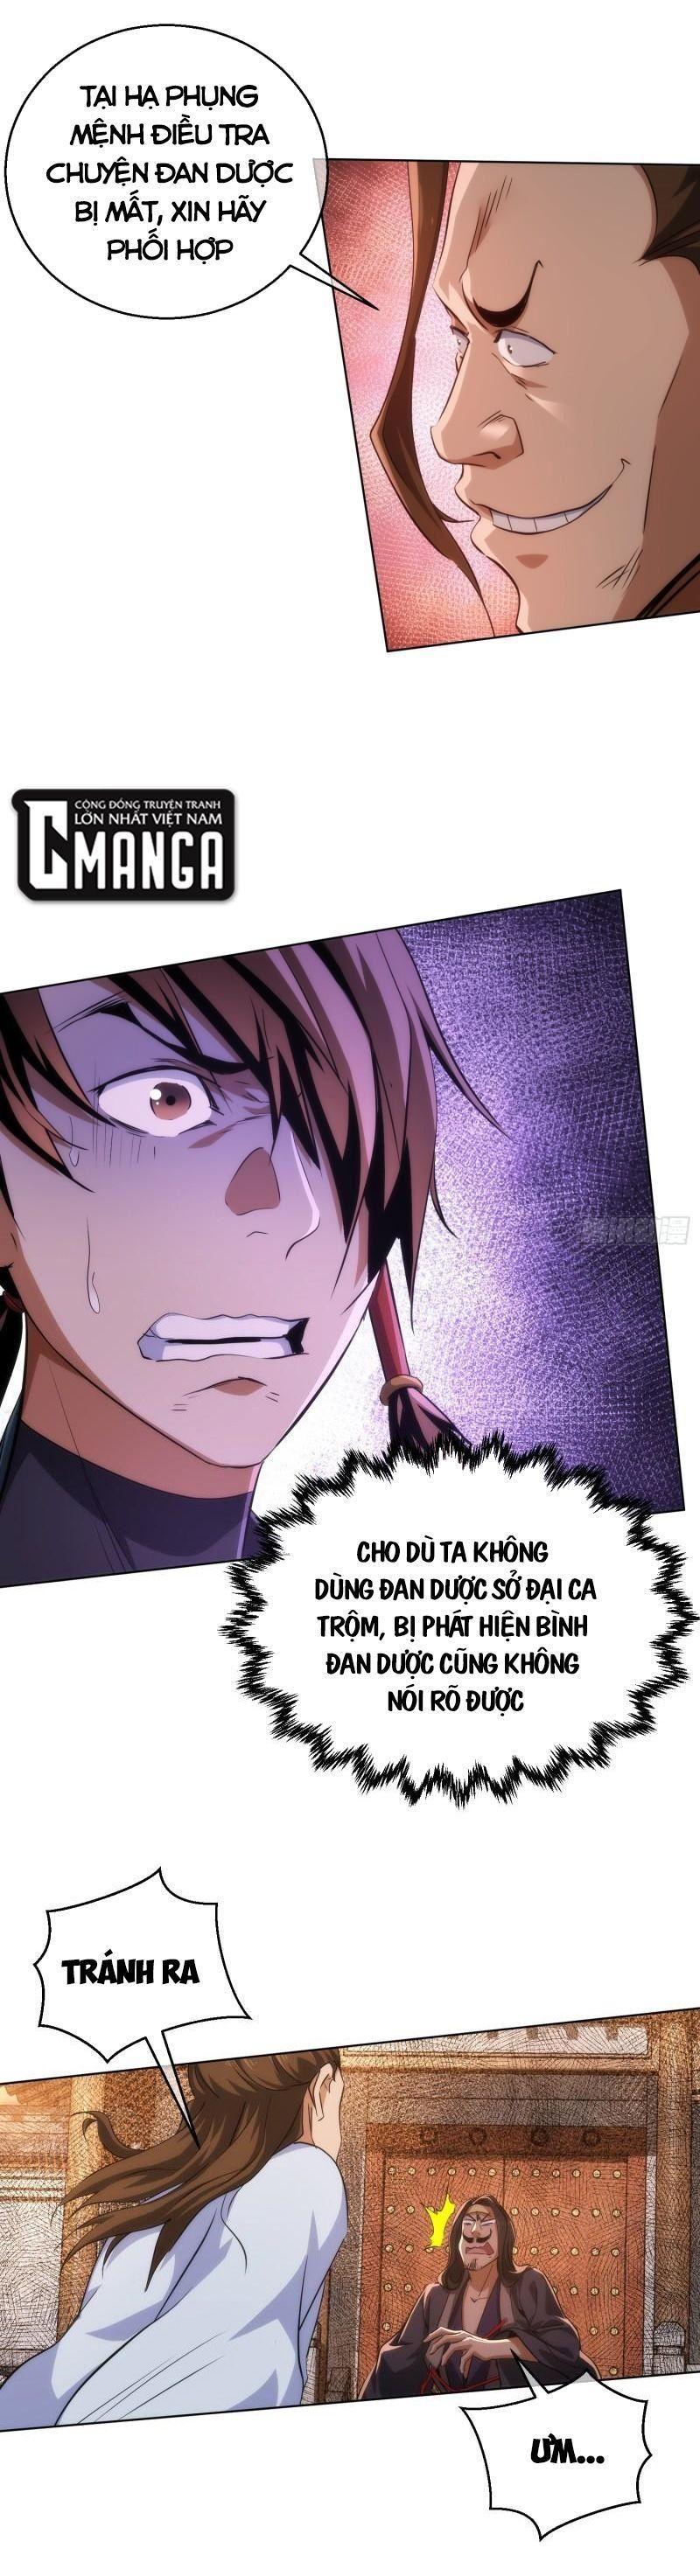 TẠI HẠ PHỤNG
MỆNH ĐIỀU TRA
CHUYỆN ĐAN DƯỢC
BỊ MẤT, XIN HÃY
PHỐI HỢP
CỘNG ĐỒNG TRUYỆN TRANH
LỚN NHẤT VIỆT NAM
CMANGA
CHO DÙ TA KHÔNG
DÙNG ĐAN DƯỢC SỞ ĐẠI CA
TRỘM, BỊ PHÁT HIỆN BÌNH
ĐAN DƯỢC CŨNG KHÔNG
NÓI RÕ ĐƯỢC
TRÁNH RA
ƯM...